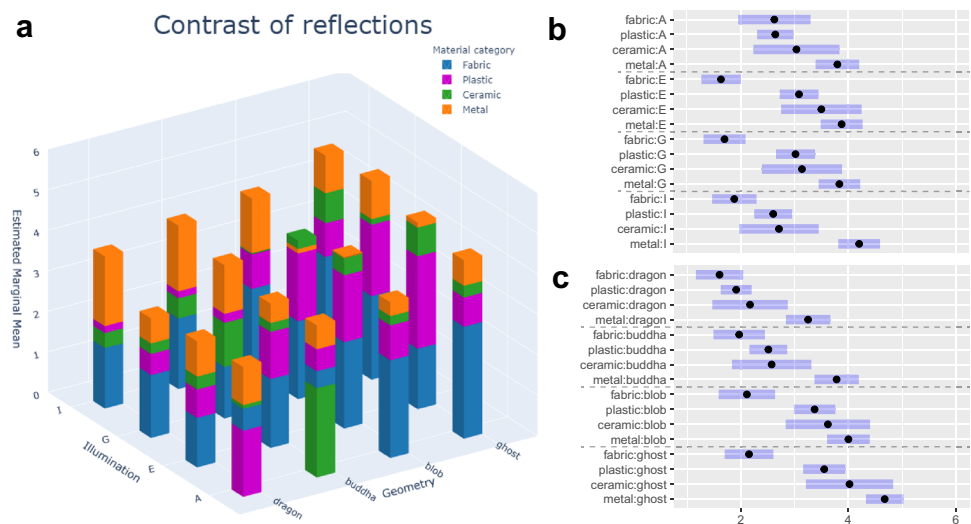 a
Contrast of reflections
Material category
Fabric
Plastic
Ceramic
Metal
Estimated Marginal Mean
6
5
4
3
2
1
0
I
G
E
A
Illumination
dragon
buddha
blob
ghost
Geometry
b
fabric:A
plastic:A
ceramic:A
metal:A
fabric:E
plastic:E
ceramic:E
metal:E
fabric:G
plastic:G
ceramic:G
metal:G
fabric:I
plastic:I
ceramic:I
metal:I
c
fabric:dragon
plastic:dragon
ceramic:dragon
metal:dragon
fabric:buddha
plastic:buddha
ceramic:buddha
metal:buddha
fabric:blob
plastic:blob
ceramic:blob
metal:blob
fabric:ghost
plastic:ghost
ceramic:ghost
metal:ghost
2 4 6